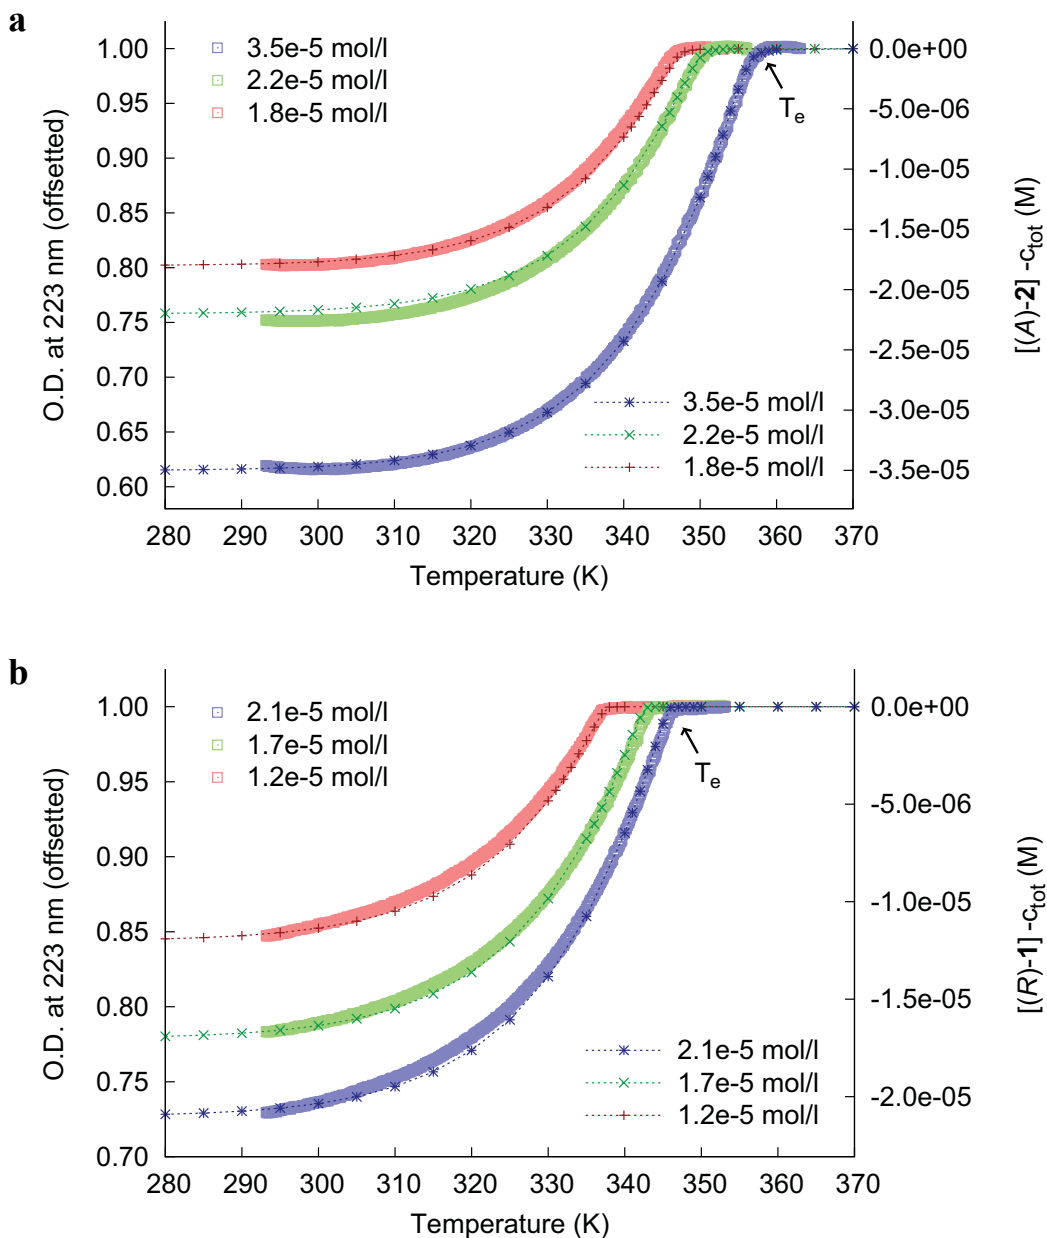 a
1.00
0.95
0.90
0.85
0.80
0.75
0.70
0.65
0.60
O.D. at 223 nm (offsetted)
3.5e-5 mol/l
2.2e-5 mol/l
1.8e-5 mol/l
Te
3.5e-5 mol/l
2.2e-5 mol/l
1.8e-5 mol/l
0.0e+00
-5.0e-06
-1.0e-05
-1.5e-05
-2.0e-05
-2.5e-05
-3.0e-05
-3.5e-05
[(A)-2] -ctot (M)
280 290 300 310 320 330 340 350 360 370
Temperature (K)
b
1.00
0.95
0.90
0.85
0.80
0.75
0.70
O.D. at 223 nm (offsetted)
2.1e-5 mol/l
1.7e-5 mol/l
1.2e-5 mol/l
Te
2.1e-5 mol/l
1.7e-5 mol/l
1.2e-5 mol/l
0.0e+00
-5.0e-06
-1.0e-05
-1.5e-05
-2.0e-05
[(R)-1] -ctot (M)
280 290 300 310 320 330 340 350 360 370
Temperature (K)